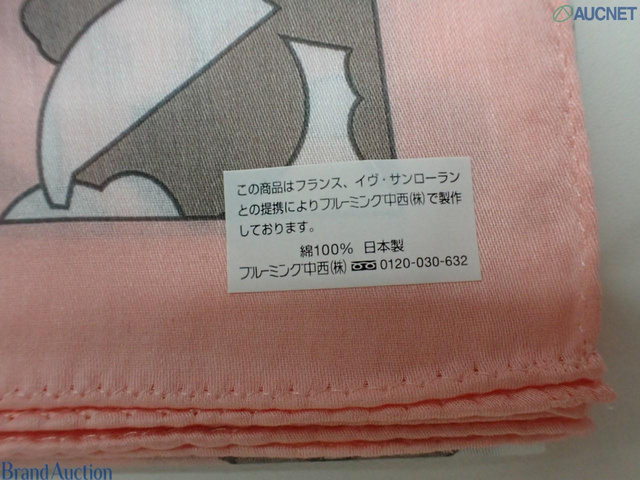 AUCNET
この商品はフランス、イヴ・サンローラン
との提携によりブルーミング中西(株)で製作
しております。
綿100% 日本製
ブルーミング中西(株) 0120-030-632
Brand Auction